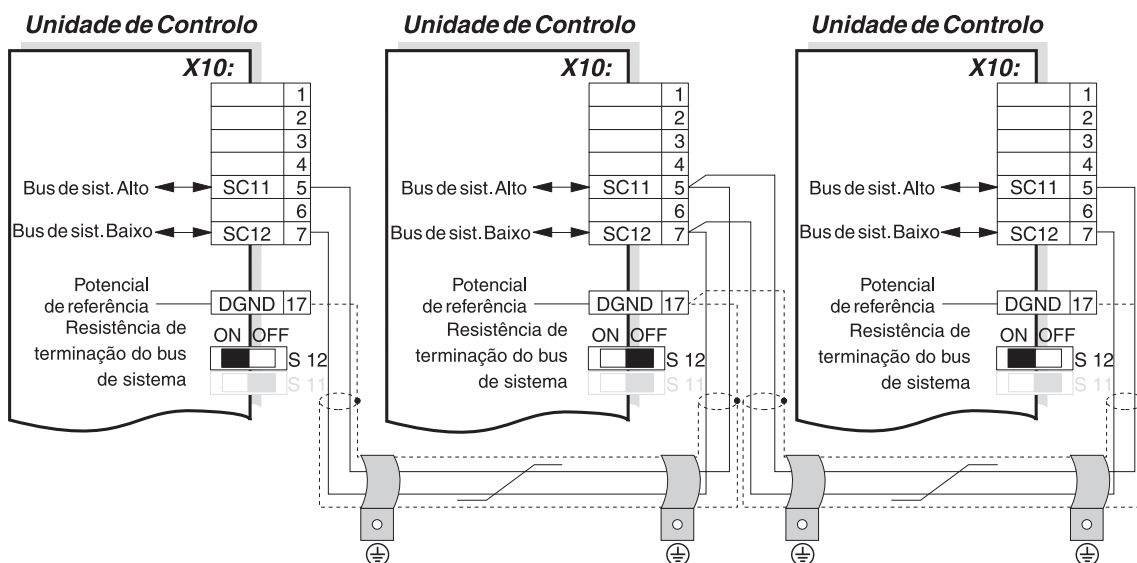 Unidade de Controlo
X10:
1
2
3
4
Bus de sist. Alto SC11 5
6
Bus de sist. Baixo SC12 7
Potencial
de referência DGND 17
Resistência de ON OFF
terminação do bus S 12
de sistema S 11
Unidade de Controlo
X10:
1
2
3
4
Bus de sist. Alto SC11 5
6
Bus de sist. Baixo SC12 7
Potencial
de referência DGND 17
Resistência de ON OFF
terminação do bus S 12
de sistema S 11
Unidade de Controlo
X10:
1
2
3
4
Bus de sist. Alto SC11 5
6
Bus de sist. Baixo SC12 7
Potencial
de referência DGND 17
Resistência de ON OFF
terminação do bus S 12
de sistema S 11